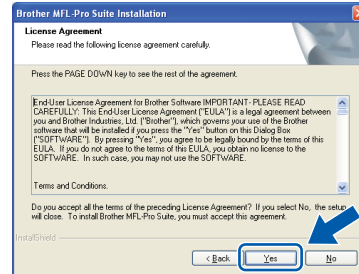 Brother MFL-Pro Suite Installation
License Agreement
Please read the following license agreement carefully.
Press the PAGE DOWN key to see the rest of the agreement.
End-User License Agreement for Brother Software IMPORTANT- PLEASE READ
CAREFULLY: This End-User License Agreement ("EULA") is a legal agreement between
you and Brother Industries, Ltd. ("Brother"), which governs your use of the Brother
software that will be installed if you press the "Yes" button on this Dialog Box
("SOFTWARE"). By pressing "Yes", you agree to be legally bound by the terms of this
EULA. If you do not agree to the terms of this EULA, you obtain no license to the
SOFTWARE. In such case, you may not use the SOFTWARE.
Terms and Conditions.
Do you accept all the terms of the preceding License Agreement? If you select No, the setup
will close. To install Brother MFL-Pro Suite, you must accept this agreement.
InstallShield
< Back
Yes
No